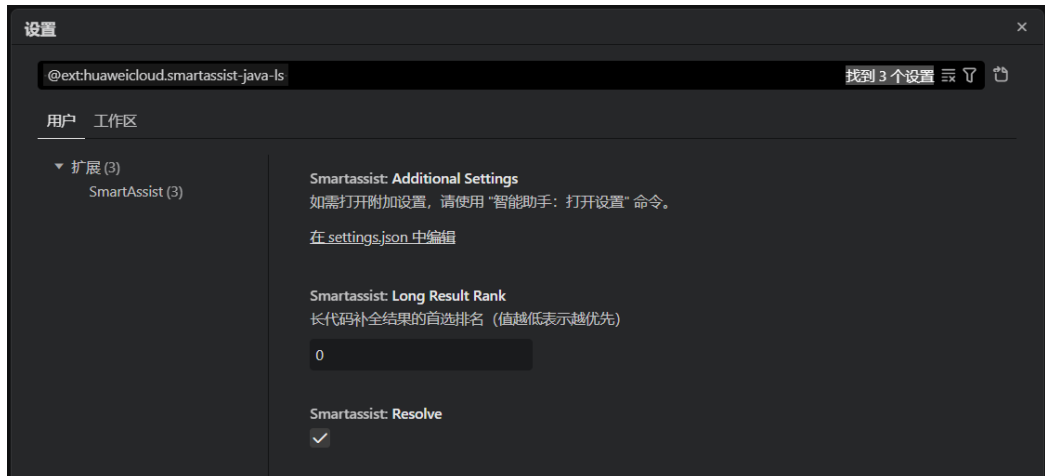 设置
@ext:huaweicloud.smartassist-java-ls
找到 3 个设置
用户 工作区
扩展 (3)
SmartAssist (3)
Smartassist: Additional Settings
如需打开附加设置，请使用 "智能助手：打开设置" 命令。
在 settings.json 中编辑
Smartassist: Long Result Rank
长代码补全结果的首选排名（值越低表示越优先）
0
Smartassist: Resolve